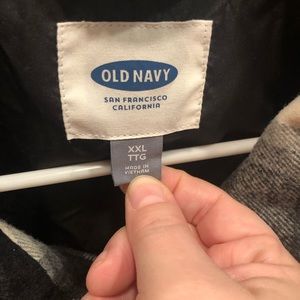 OLD NAVY
SAN FRANCISCO
CALIFORNIA
XXL
TTG
MADE IN
VIETNAM